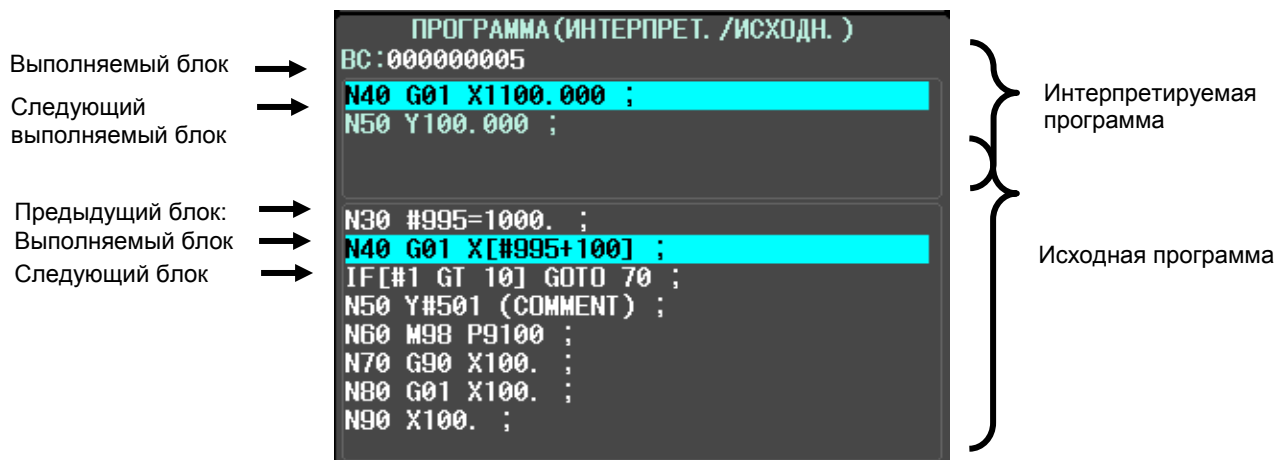 ПРОГРАММА(ИНТЕРПРЕТ. /ИСХОДН. )
ВС:000000005
Выполняемый блок
N40 G01 X1100.000 ;
Следующий
выполняемый блок
N50 Y100.000 ;
Интерпретируемая
программа
Предыдущий блок:
N30 #995=1000. ;
Выполняемый блок
N40 G01 X[#995+100] ;
Следующий блок
IF[#1 GT 10] GOTO 70 ;
N50 Y#501 (COMMENT) ;
N60 M98 P9100 ;
N70 G90 X100. ;
N80 G01 X100. ;
N90 X100. ;
Исходная программа